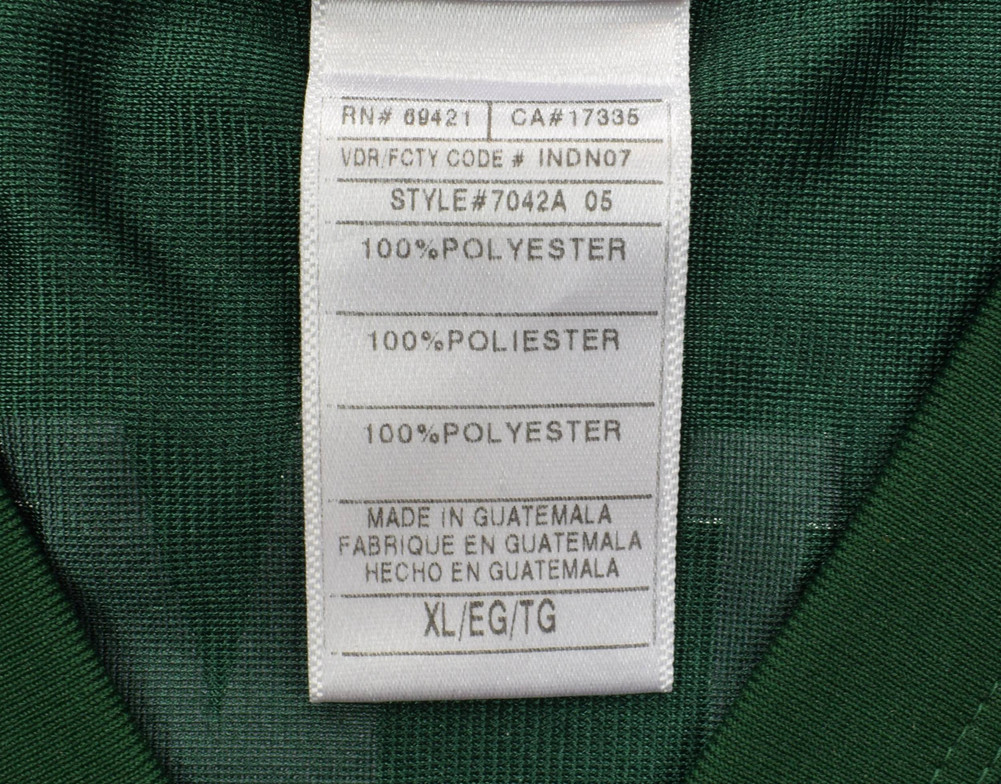 RN# 69421 | CA#17335
VDR/FCTY CODE # INDN07
STYLE#7042A 05
100%POLYESTER
100%POLIESTER
100%POLYESTER
MADE IN GUATEMALA
FABRIQUE EN GUATEMALA
HECHO EN GUATEMALA
XL/EG/TG